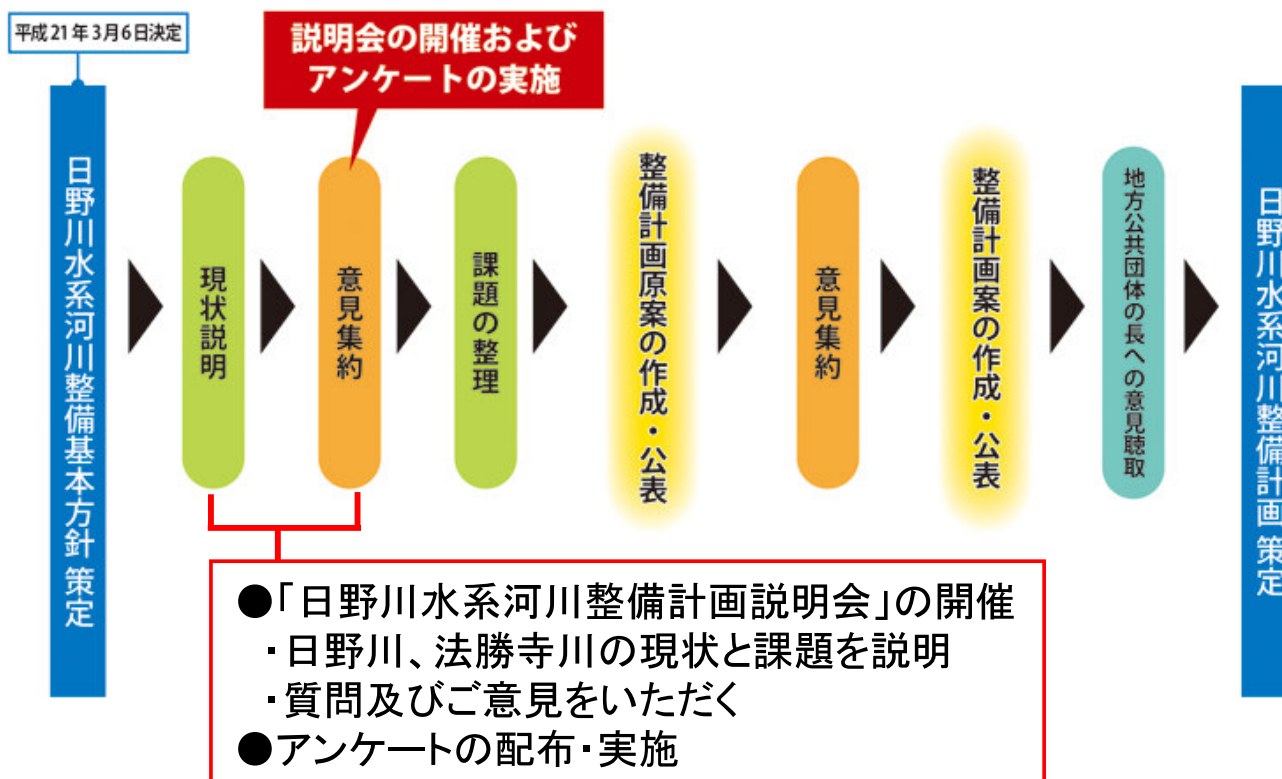 平成21年3月6日決定
説明会の開催および
アンケートの実施
日野川水系河川整備基本方針 策定
現状説明
意見集約
課題の整理
整備計画原案の作成・公表
意見集約
整備計画案の作成・公表
地方公共団体の長への意見聴取
日野川水系河川整備計画 策定
●「日野川水系河川整備計画説明会」の開催
・日野川、法勝寺川の現状と課題を説明
・質問及びご意見をいただく
●アンケートの配布・実施